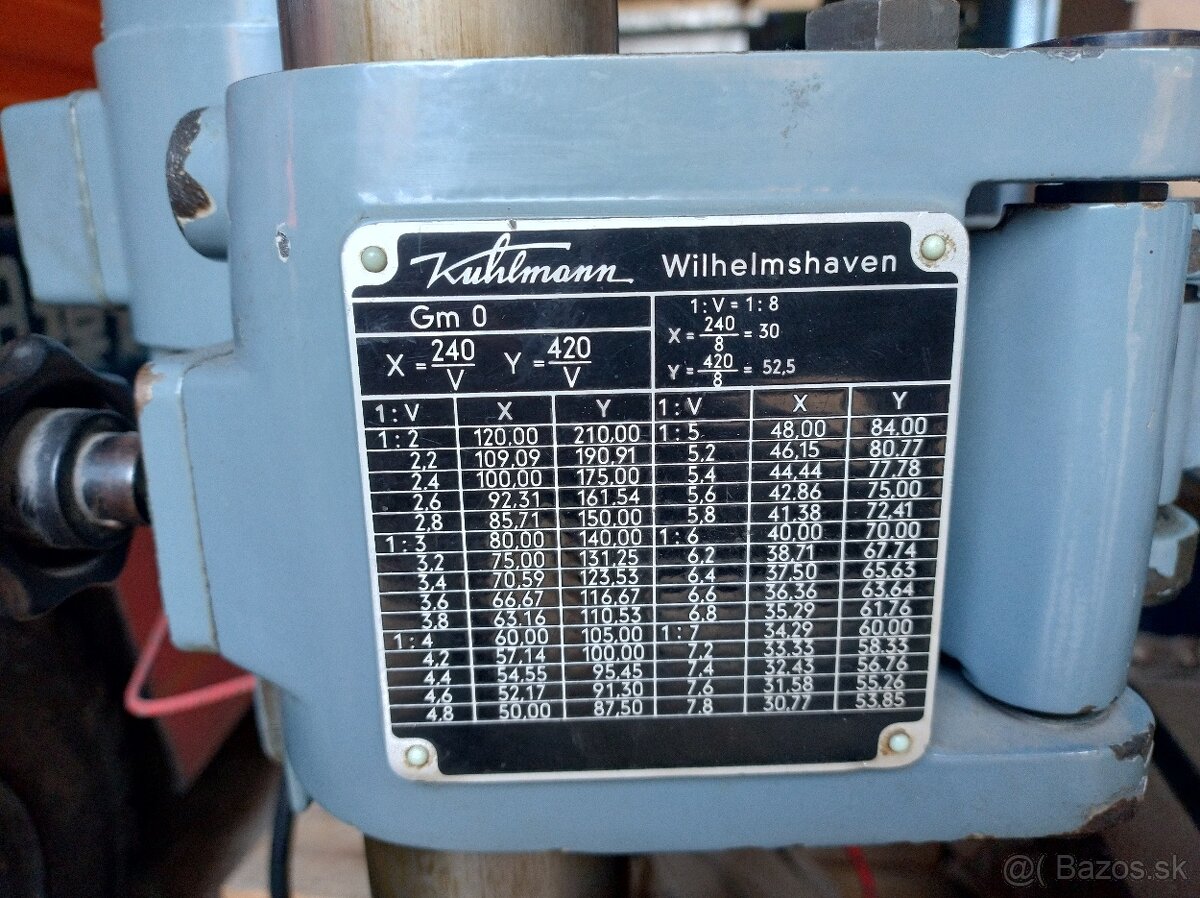 Kuhlmann Wilhelmshaven
Gm 0
X = 240/V Y = 420/V
1:V = 1:8
X = 240/8 = 30
Y = 420/8 = 52,5
1:V X Y 1:V X Y
1:2 120,00 210,00 1:5 48,00 84,00
2,2 109,09 190,91 5,2 46,15 80,77
2,4 100,00 175,00 5,4 44,44 77,78
2,6 92,31 161,54 5,6 42,86 75,00
2,8 85,71 150,00 5,8 41,38 72,41
1:3 80,00 140,00 1:6 40,00 70,00
3,2 75,00 131,25 6,2 38,71 67,74
3,4 70,59 123,53 6,4 37,50 65,63
3,6 66,67 116,67 6,6 36,36 63,64
3,8 63,16 110,53 6,8 35,29 61,76
1:4 60,00 105,00 1:7 34,29 60,00
4,2 57,14 100,00 7,2 33,33 58,33
4,4 54,55 95,45 7,4 32,43 56,76
4,6 52,17 91,30 7,6 31,58 55,26
4,8 50,00 87,50 7,8 30,77 53,85
@( Bazos.sk